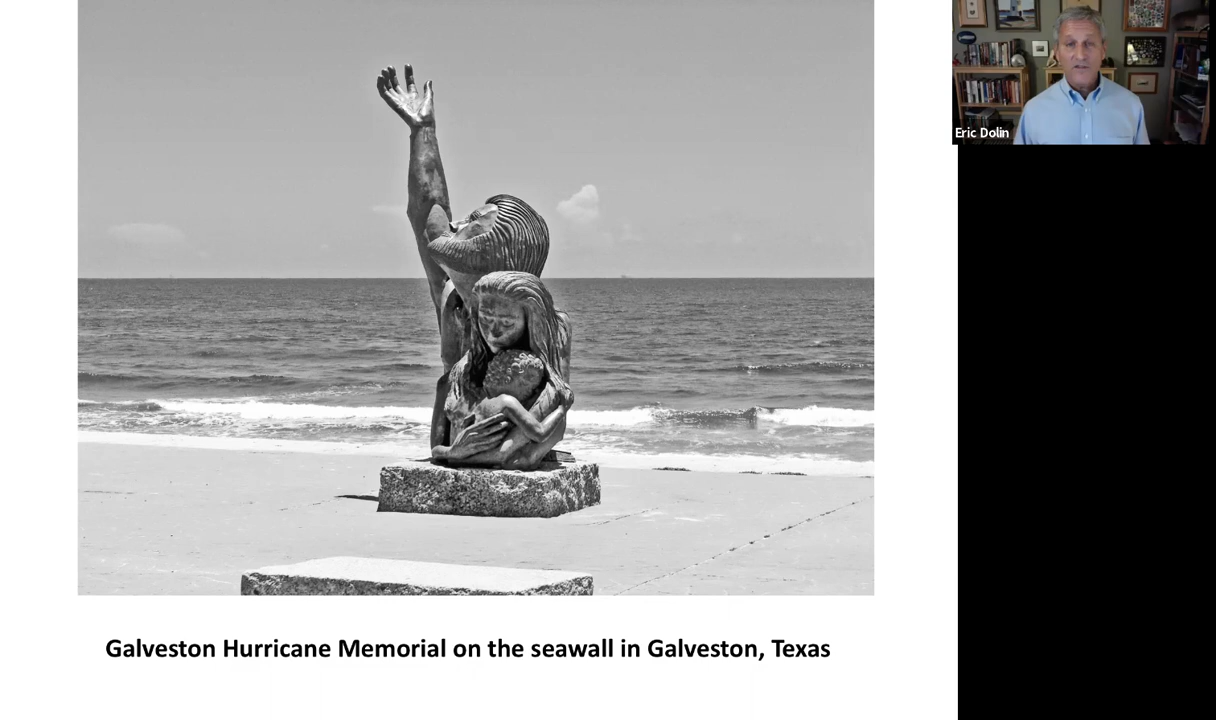 Eric Dolin
Galveston Hurricane Memorial on the seawall in Galveston, Texas